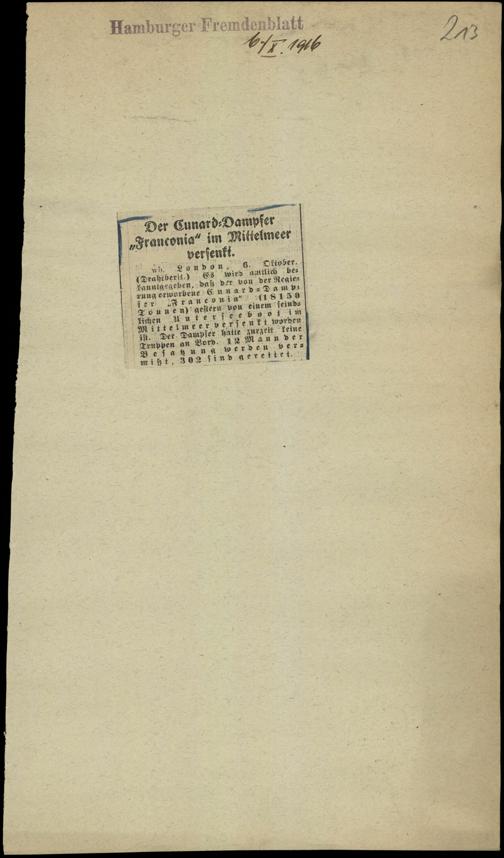 Hamburger Fremdenblatt
6/X. 1916
213
Der Cunard-Dampfer
„Franconia“ im Mittelmeer
versenkt.
wb. London, 6. Oktober.
(Drahtbericht.) Es wird amtlich be-
kanntgegeben, daß der von der Regie-
rung erworbene Cunard-Damp-
fer „Franconia“ (18150
Tonnen) gestern von einem feind-
lichen Unterseeboot im
Mittelmeer versenkt worden
ist. Der Dampfer hatte zurzeit keine
Truppen an Bord. 12 Mann der
Besatzung werden ver-
mißt, 302 sind gerettet.